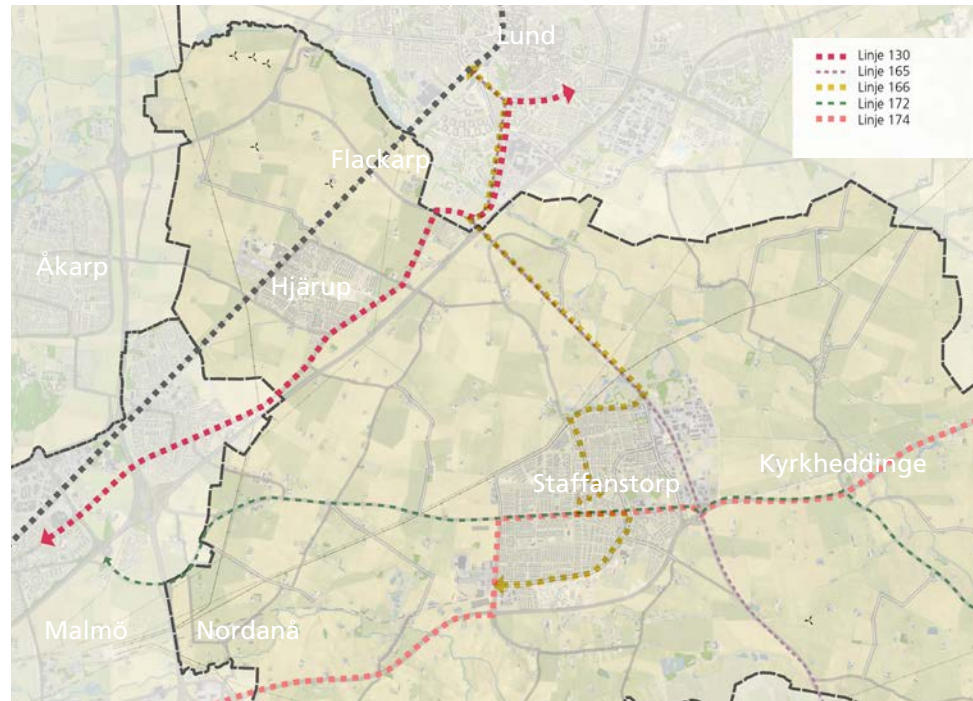 Lund
Linje 130
Linje 165
Linje 166
Linje 172
Linje 174
Flackarp
Åkarp
Hjärup
Kyrkheddinge
Staffanstorp
Malmö
Nordanå